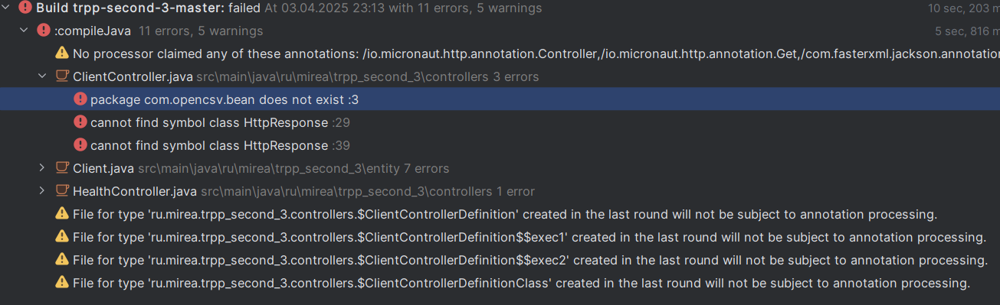 Build trpp-second-3-master: failed At 03.04.2025 23:13 with 11 errors, 5 warnings 10 sec, 203 m
:compileJava 11 errors, 5 warnings 5 sec, 816 m
No processor claimed any of these annotations: /io.micronaut.http.annotation.Controller,/io.micronaut.http.annotation.Get,/com.fasterxml.jackson.annotation
ClientController.java src\main\java\ru\mirea\trpp_second_3\controllers 3 errors
package com.opencsv.bean does not exist :3
cannot find symbol class HttpResponse :29
cannot find symbol class HttpResponse :39
Client.java src\main\java\ru\mirea\trpp_second_3\entity 7 errors
HealthController.java src\main\java\ru\mirea\trpp_second_3\controllers 1 error
File for type 'ru.mirea.trpp_second_3.controllers.$ClientControllerDefinition' created in the last round will not be subject to annotation processing.
File for type 'ru.mirea.trpp_second_3.controllers.$ClientControllerDefinition$$exec1' created in the last round will not be subject to annotation processing.
File for type 'ru.mirea.trpp_second_3.controllers.$ClientControllerDefinition$$exec2' created in the last round will not be subject to annotation processing.
File for type 'ru.mirea.trpp_second_3.controllers.$ClientControllerDefinitionClass' created in the last round will not be subject to annotation processing.